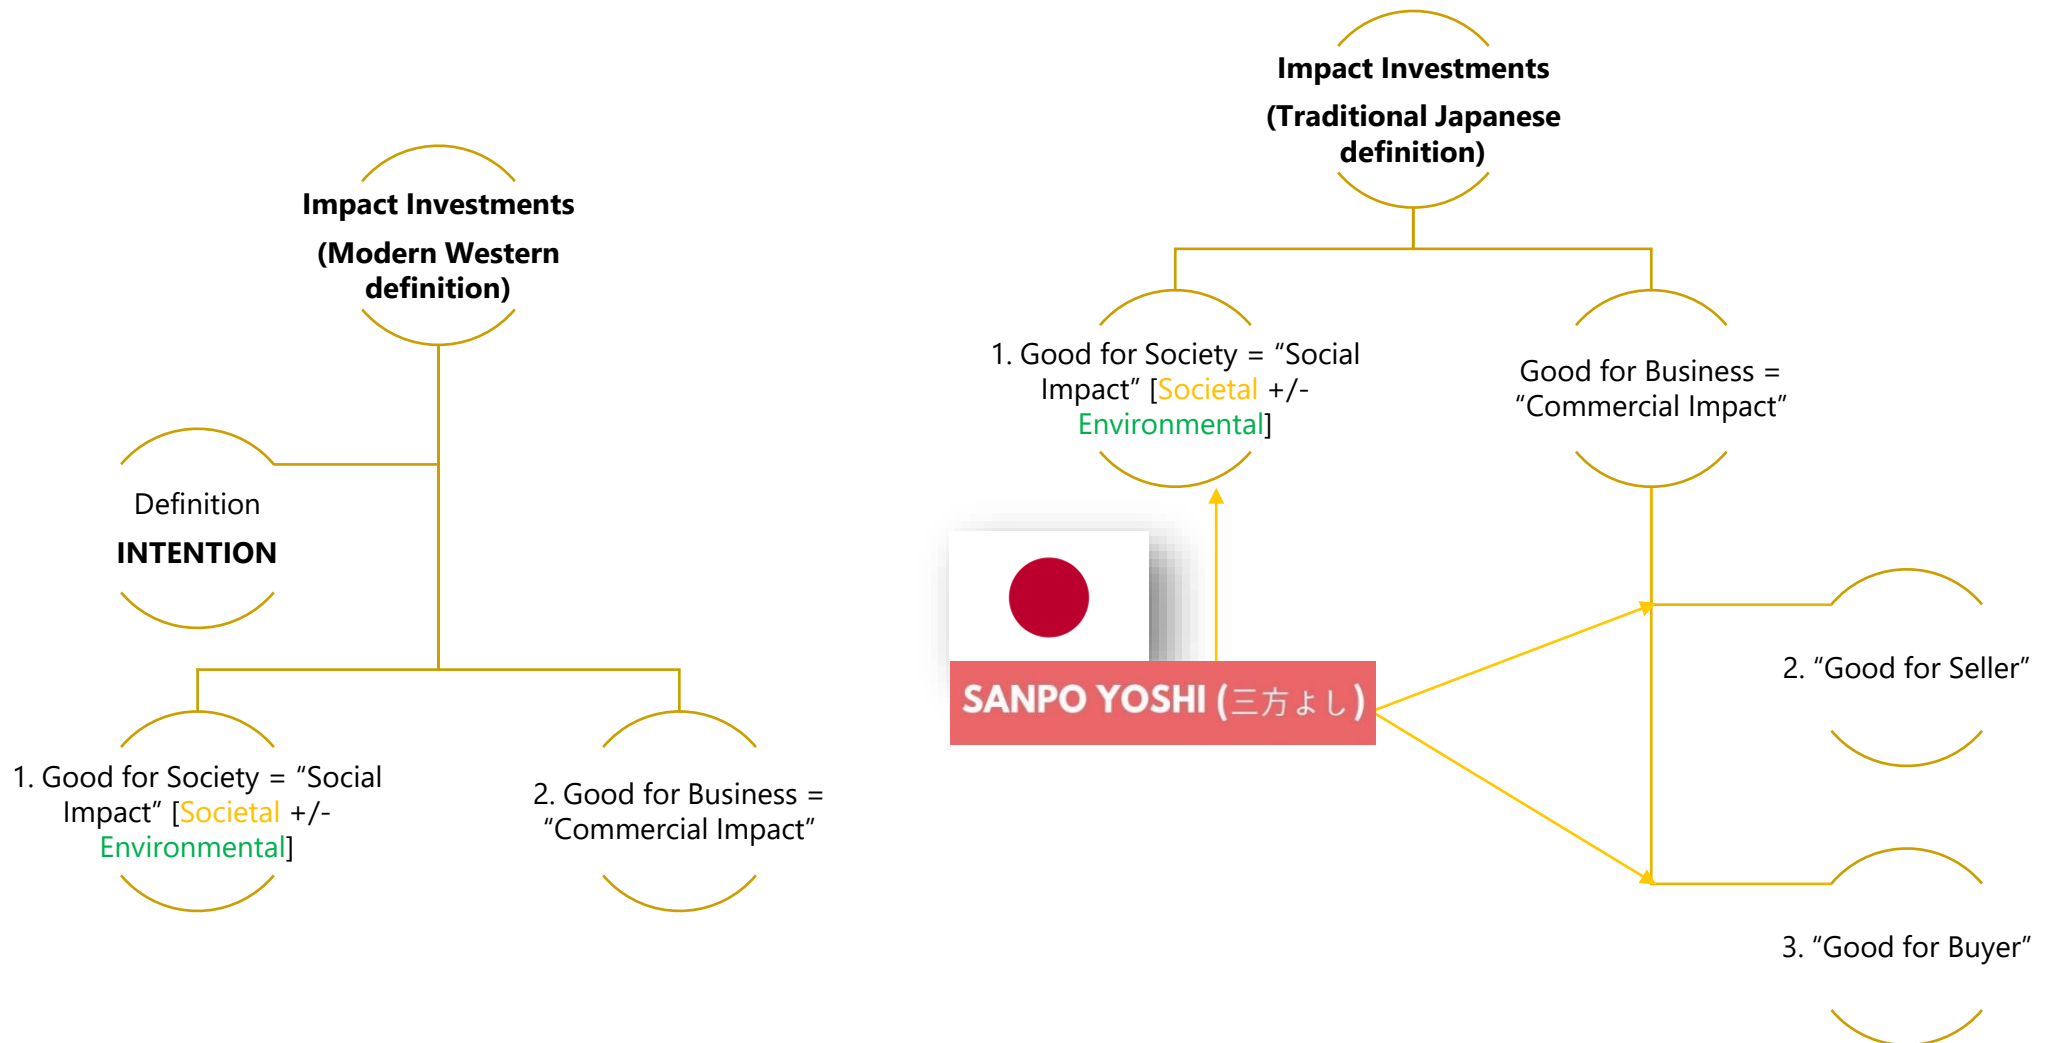 Impact Investments
(Modern Western
definition)
Definition
INTENTION
1. Good for Society = “Social
Impact” [Societal +/-
Environmental]
2. Good for Business =
“Commercial Impact”
Impact Investments
(Traditional Japanese
definition)
1. Good for Society = “Social
Impact” [Societal +/-
Environmental]
Good for Business =
“Commercial Impact”
SANPO YOSHI (三方よし)
2. “Good for Seller”
3. “Good for Buyer”